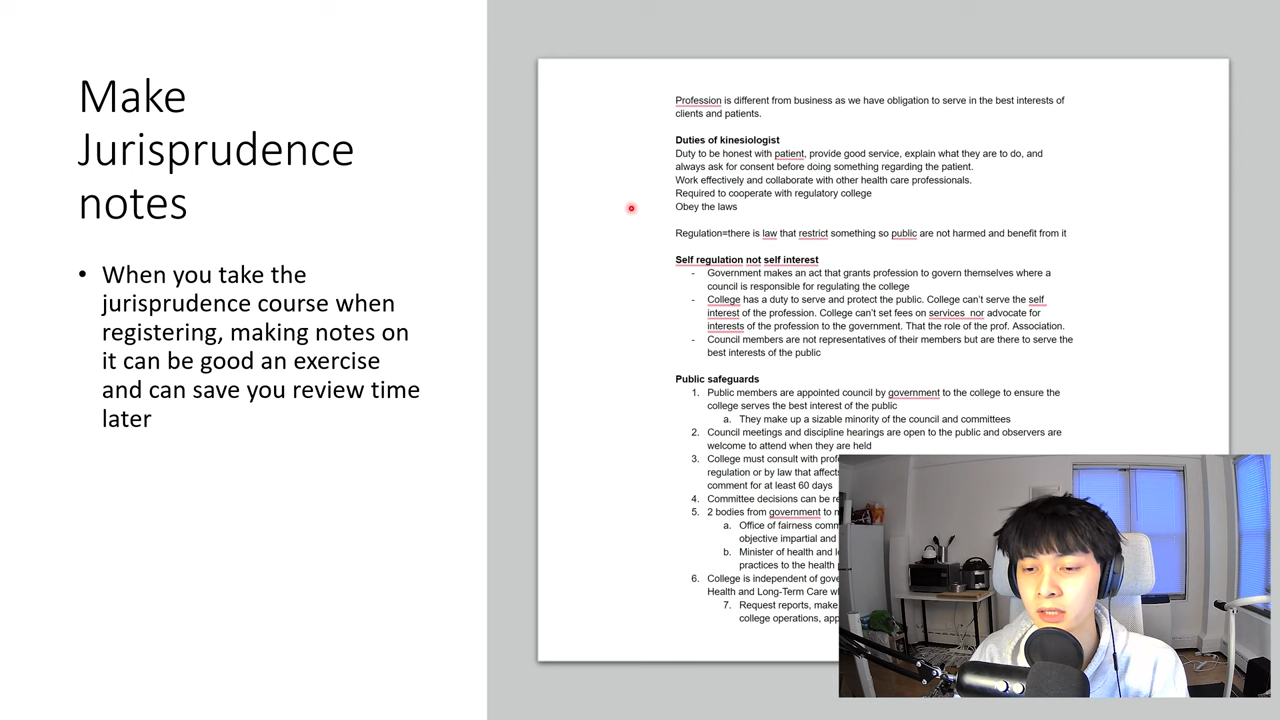 Make
Jurisprudence
notes
• When you take the
jurisprudence course when
registering, making notes on
it can be good an exercise
and can save you review time
later
Profession is different from business as we have obligation to serve in the best interests of
clients and patients.
Duties of kinesiologist
Duty to be honest with patient, provide good service, explain what they are to do, and
always ask for consent before doing something regarding the patient.
Work effectively and collaborate with other health care professionals.
Required to cooperate with regulatory college
Obey the laws
Regulation=there is law that restrict something so public are not harmed and benefit from it
Self regulation not self interest
- Government makes an act that grants profession to govern themselves where a
council is responsible for regulating the college
- College has a duty to serve and protect the public. College can't serve the self
interest of the profession. College can't set fees on services nor advocate for
interests of the profession to the government. That the role of the prof. Association.
- Council members are not representatives of their members but are there to serve the
best interests of the public
Public safeguards
1. Public members are appointed council by government to the college to ensure the
college serves the best interest of the public
a. They make up a sizable minority of the council and committees
2. Council meetings and discipline hearings are open to the public and observers are
welcome to attend when they are held
3. College must consult with
regulation or by law that
comment for at least 60 days
4. Committee decisions can be
5. 2 bodies from government to
a. Office of fairness
objective impartial and
b. Minister of health and
practices to the health
6. College is independent of
Health and Long-Term Care
7. Request reports, make
college operations,